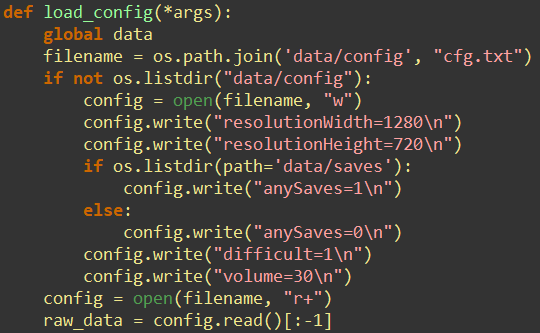 def load_config(*args):
    global data
    filename = os.path.join('data/config', "cfg.txt")
    if not os.listdir("data/config"):
        config = open(filename, "w")
        config.write("resolutionWidth=1280\n")
        config.write("resolutionHeight=720\n")
        if os.listdir(path='data/saves'):
            config.write("anySaves=1\n")
        else:
            config.write("anySaves=0\n")
        config.write("difficult=1\n")
        config.write("volume=30\n")
    config = open(filename, "r+")
    raw_data = config.read()[:-1]